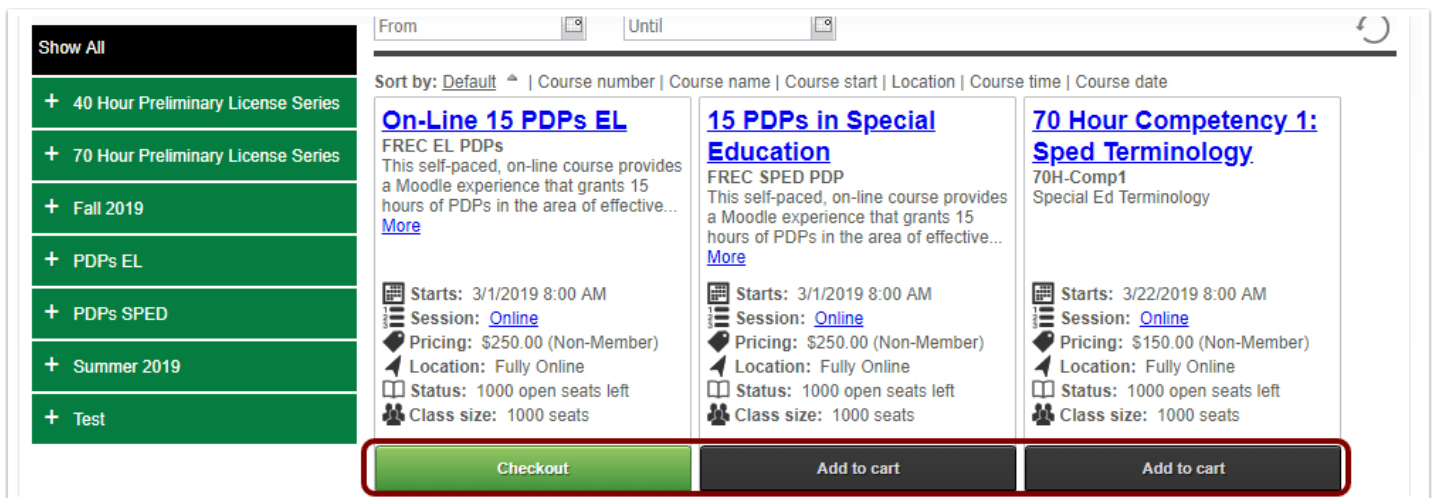 From
Until
Show All
+ 40 Hour Preliminary License Series
+ 70 Hour Preliminary License Series
+ Fall 2019
+ PDPs EL
+ PDPs SPED
+ Summer 2019
+ Test
Sort by: Default | Course number | Course name | Course start | Location | Course time | Course date
On-Line 15 PDPs EL
FREC EL PDPs
This self-paced, on-line course provides
a Moodle experience that grants 15
hours of PDPs in the area of effective...
More
Starts: 3/1/2019 8:00 AM
Session: Online
Pricing: $250.00 (Non-Member)
Location: Fully Online
Status: 1000 open seats left
Class size: 1000 seats
Checkout
15 PDPs in Special
Education
FREC SPED PDP
This self-paced, on-line course provides
a Moodle experience that grants 15
hours of PDPs in the area of effective...
More
Starts: 3/1/2019 8:00 AM
Session: Online
Pricing: $250.00 (Non-Member)
Location: Fully Online
Status: 1000 open seats left
Class size: 1000 seats
Add to cart
70 Hour Competency 1:
Sped Terminology
70H-Comp1
Special Ed Terminology
Starts: 3/22/2019 8:00 AM
Session: Online
Pricing: $150.00 (Non-Member)
Location: Fully Online
Status: 1000 open seats left
Class size: 1000 seats
Add to cart